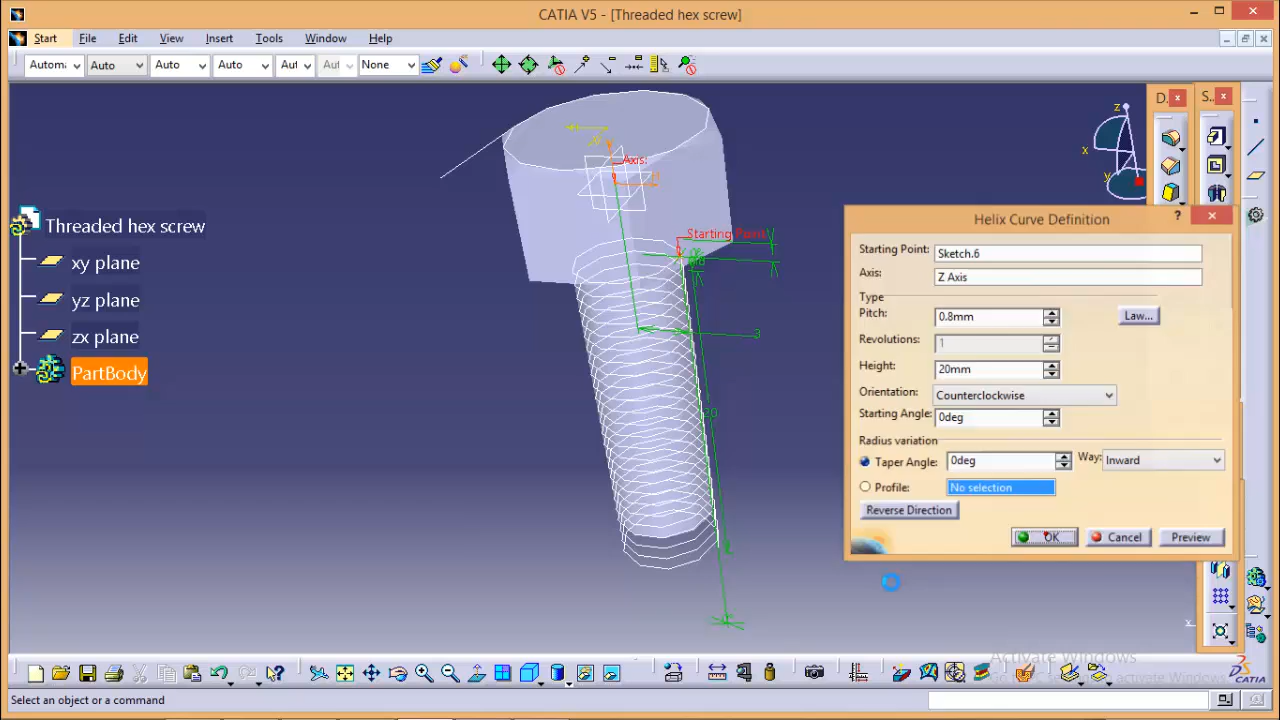 CATIA V5 - [Threaded hex screw]
Start File Edit View Insert Tools Window Help
Automa Auto Auto Auto Aut Aut None
D.. S..
z
x
y
Axis:
Starting Point
3
20
Threaded hex screw
xy plane
yz plane
zx plane
PartBody
Helix Curve Definition ?
Starting Point: Sketch.6
Axis: Z Axis
Type
Pitch: 0.8mm Law...
Revolutions: 1
Height: 20mm
Orientation: Counterclockwise
Starting Angle: 0deg
Radius variation
Taper Angle: 0deg Way: Inward
Profile: No selection
Reverse Direction
OK Cancel Preview
x
Activate Windows
Select an object or a command